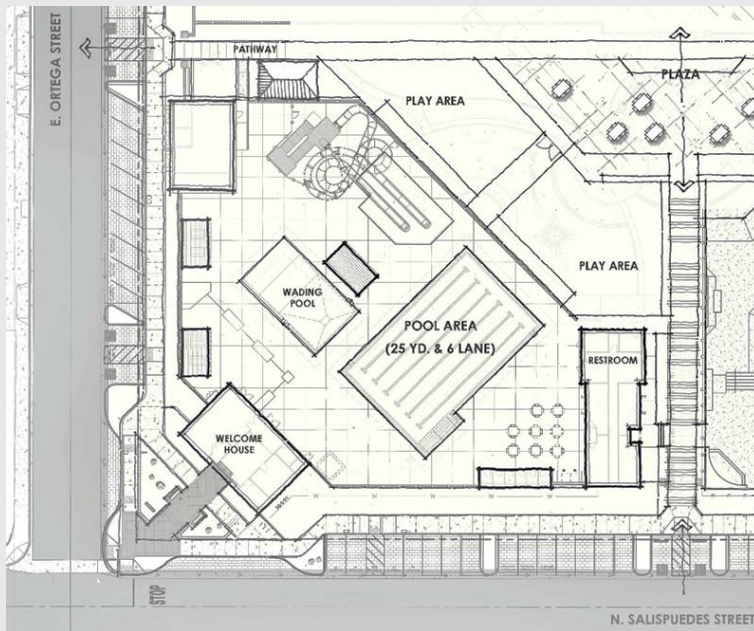 E. ORTEGA STREET
PATHWAY
PLAZA
PLAY AREA
PLAY AREA
WADING
POOL
POOL AREA
(25 YD. & 6 LANE)
RESTROOM
WELCOME
HOUSE
STOP
N. SALISPUEDES STREET